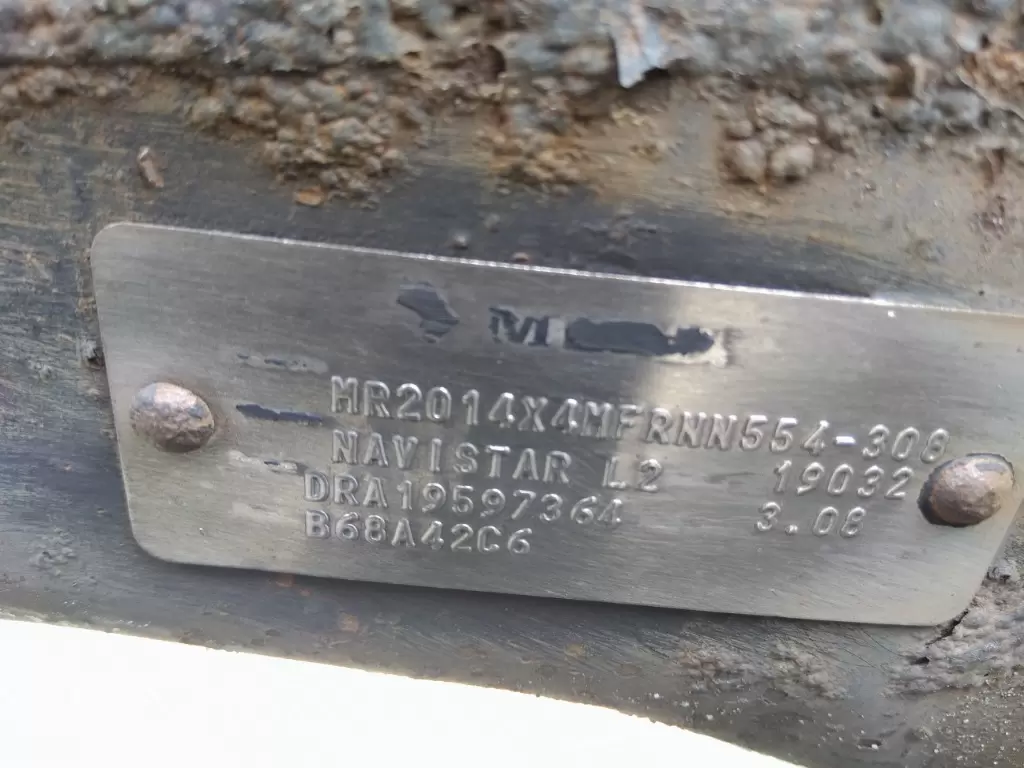 MR2014X4MFRNN554-308
NAVISTAR L2 19032
DRA19597364 3.08
B68A42C6